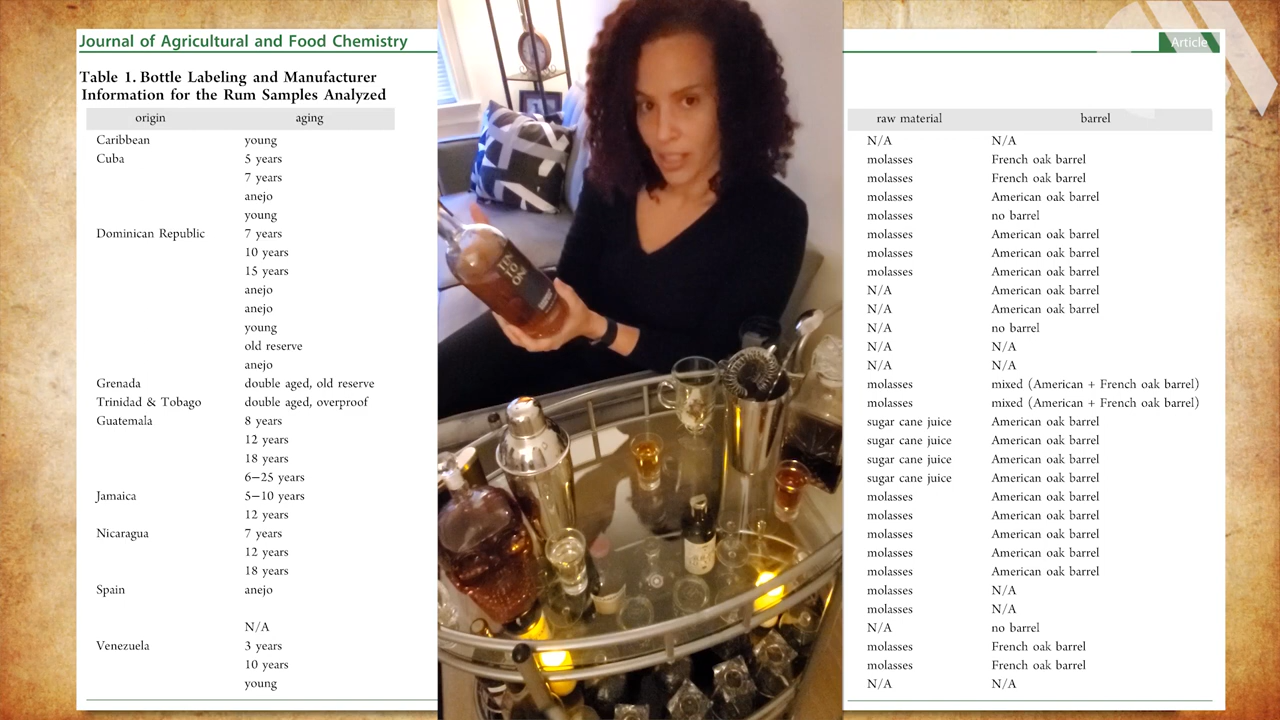 Journal of Agricultural and Food Chemistry Article
Table 1. Bottle Labeling and Manufacturer
Information for the Rum Samples Analyzed
origin aging raw material barrel
Caribbean young N/A N/A
Cuba 5 years molasses French oak barrel
7 years molasses French oak barrel
anejo molasses American oak barrel
young molasses no barrel
Dominican Republic 7 years molasses American oak barrel
10 years molasses American oak barrel
15 years molasses American oak barrel
anejo N/A American oak barrel
anejo N/A American oak barrel
young N/A no barrel
old reserve N/A N/A
anejo N/A N/A
Grenada double aged, old reserve molasses mixed (American + French oak barrel)
Trinidad & Tobago double aged, overproof molasses mixed (American + French oak barrel)
Guatemala 8 years sugar cane juice American oak barrel
12 years sugar cane juice American oak barrel
18 years sugar cane juice American oak barrel
6–25 years sugar cane juice American oak barrel
Jamaica 5–10 years molasses American oak barrel
12 years molasses American oak barrel
Nicaragua 7 years molasses American oak barrel
12 years molasses American oak barrel
18 years molasses American oak barrel
Spain anejo molasses N/A
molasses N/A
N/A N/A no barrel
Venezuela 3 years molasses French oak barrel
10 years molasses French oak barrel
young N/A N/A
TO